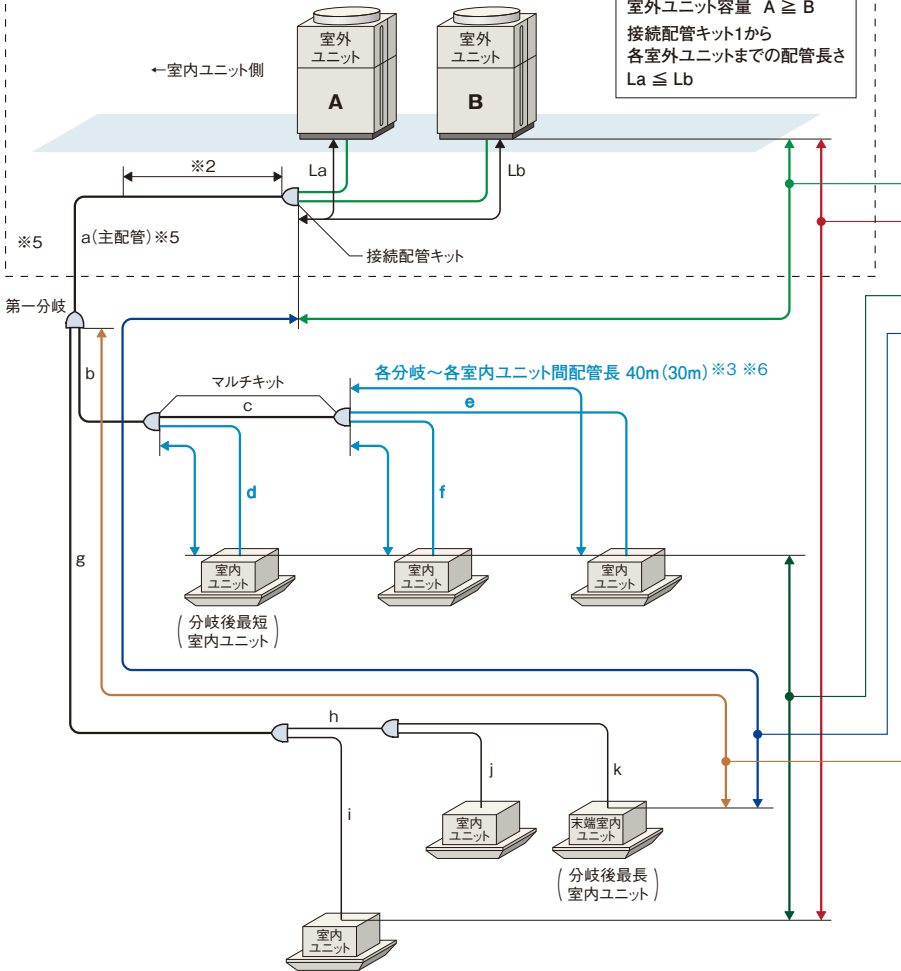 室外ユニット容量 A ≧ B
接続配管キット1から
各室外ユニットまでの配管長さ
La ≦ Lb
室外
ユニット
A
室外
ユニット
B
←室内ユニット側
※2
La
Lb
※5
a(主配管)※5
接続配管キット
第一分岐
b
マルチキット
c
各分岐～各室内ユニット間配管長 40m(30m)※3 ※6
e
d
f
g
室内
ユニット
室内
ユニット
室内
ユニット
(分岐後最短
室内ユニット)
h
i
j
k
室内
ユニット
末端室内
ユニット
(分岐後最長
室内ユニット)
室内
ユニット